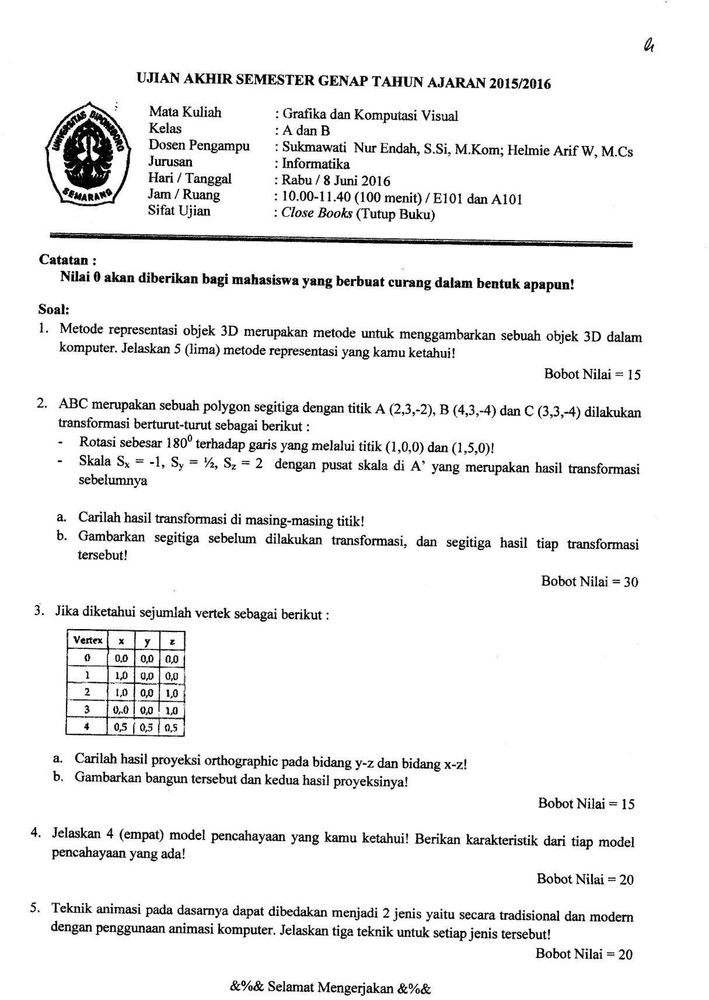 UJIAN AKHIR SEMESTER GENAP TAHUN AJARAN 2015/2016
UNIVERSITAS DIPONEGORO
SEMARANG
Mata Kuliah : Grafika dan Komputasi Visual
Kelas : A dan B
Dosen Pengampu : Sukmawati Nur Endah, S.Si, M.Kom; Helmie Arif W, M.Cs
Jurusan : Informatika
Hari / Tanggal : Rabu / 8 Juni 2016
Jam / Ruang : 10.00-11.40 (100 menit) / E101 dan A101
Sifat Ujian : Close Books (Tutup Buku)
Catatan :
Nilai 0 akan diberikan bagi mahasiswa yang berbuat curang dalam bentuk apapun!
Soal:
1. Metode representasi objek 3D merupakan metode untuk menggambarkan sebuah objek 3D dalam
komputer. Jelaskan 5 (lima) metode representasi yang kamu ketahui!
Bobot Nilai = 15
2. ABC merupakan sebuah polygon segitiga dengan titik A (2,3,-2), B (4,3,-4) dan C (3,3,-4) dilakukan
transformasi berturut-turut sebagai berikut :
- Rotasi sebesar 180⁰ terhadap garis yang melalui titik (1,0,0) dan (1,5,0)!
- Skala Sx = -1, Sy = ½, Sz = 2 dengan pusat skala di A' yang merupakan hasil transformasi
sebelumnya
a. Carilah hasil transformasi di masing-masing titik!
b. Gambarkan segitiga sebelum dilakukan transformasi, dan segitiga hasil tiap transformasi
tersebut!
Bobot Nilai = 30
3. Jika diketahui sejumlah vertek sebagai berikut :
Vertex x y z
0 0,0 0,0 0,0
1 1,0 0,0 0,0
2 1,0 0,0 1,0
3 0,.0 0,0 1,0
4 0,5 0,5 0,5
a. Carilah hasil proyeksi orthographic pada bidang y-z dan bidang x-z!
b. Gambarkan bangun tersebut dan kedua hasil proyeksinya!
Bobot Nilai = 15
4. Jelaskan 4 (empat) model pencahayaan yang kamu ketahui! Berikan karakteristik dari tiap model
pencahayaan yang ada!
Bobot Nilai = 20
5. Teknik animasi pada dasarnya dapat dibedakan menjadi 2 jenis yaitu secara tradisional dan modern
dengan penggunaan animasi komputer. Jelaskan tiga teknik untuk setiap jenis tersebut!
Bobot Nilai = 20
&%& Selamat Mengerjakan &%&